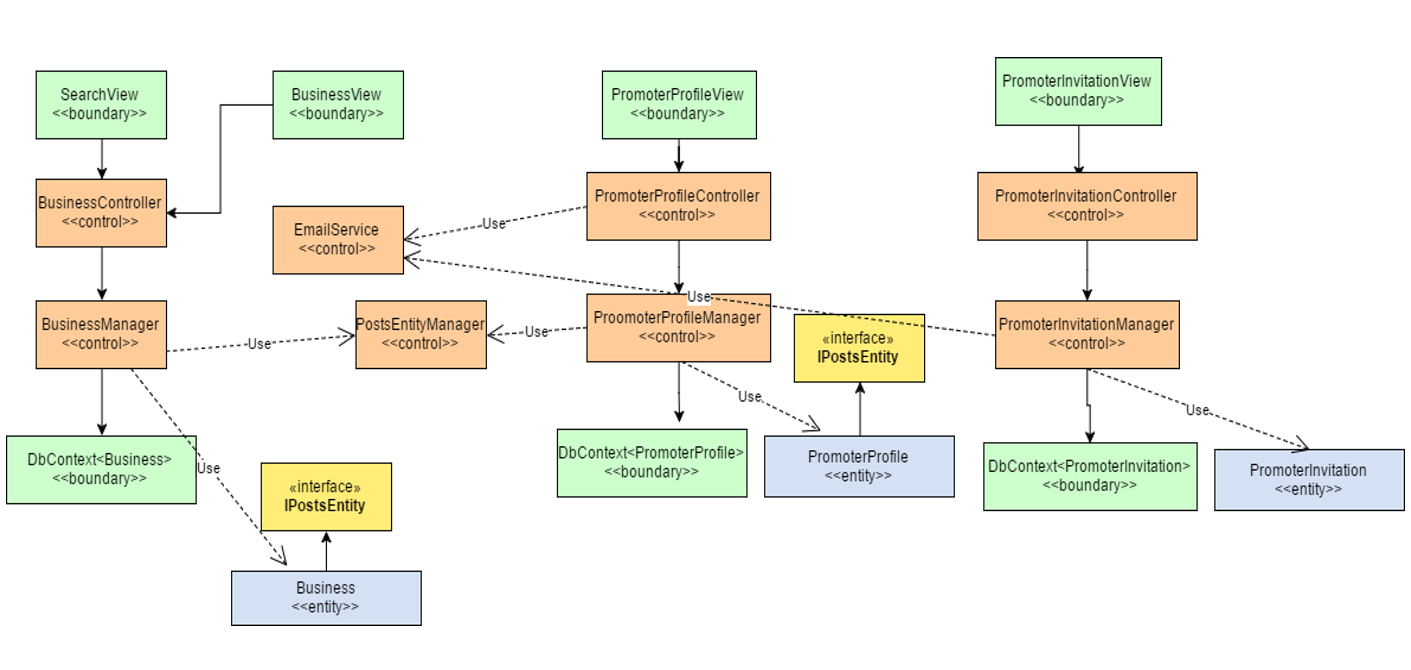 SearchView
<<boundary>>
BusinessView
<<boundary>>
PromoterProfileView
<<boundary>>
PromoterInvitationView
<<boundary>>
BusinessController
<<control>>
EmailService
<<control>>
Use
PromoterProfileController
<<control>>
PromoterInvitationController
<<control>>
Use
BusinessManager
<<control>>
Use
PostsEntityManager
<<control>>
Use
ProomoterProfileManager
<<control>>
«interface»
IPostsEntity
PromoterInvitationManager
<<control>>
Use
Use
DbContext<Business>
<<boundary>>
Use
«interface»
IPostsEntity
DbContext<PromoterProfile>
<<boundary>>
PromoterProfile
<<entity>>
DbContext<PromoterInvitation>
<<boundary>>
PromoterInvitation
<<entity>>
Business
<<entity>>